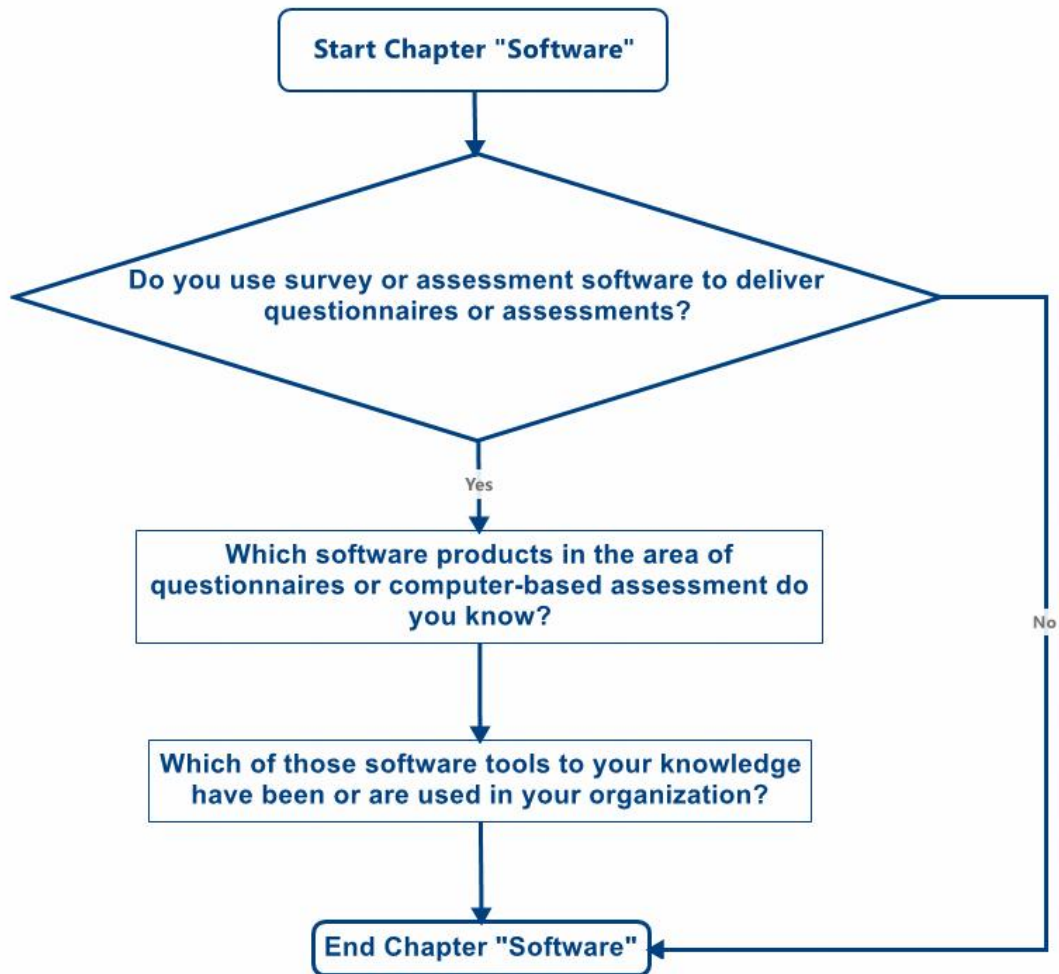 Start Chapter "Software"
Do you use survey or assessment software to deliver
questionnaires or assessments?
Yes
Which software products in the area of
questionnaires or computer-based assessment do
you know?
No
Which of those software tools to your knowledge
have been or are used in your organization?
End Chapter "Software"